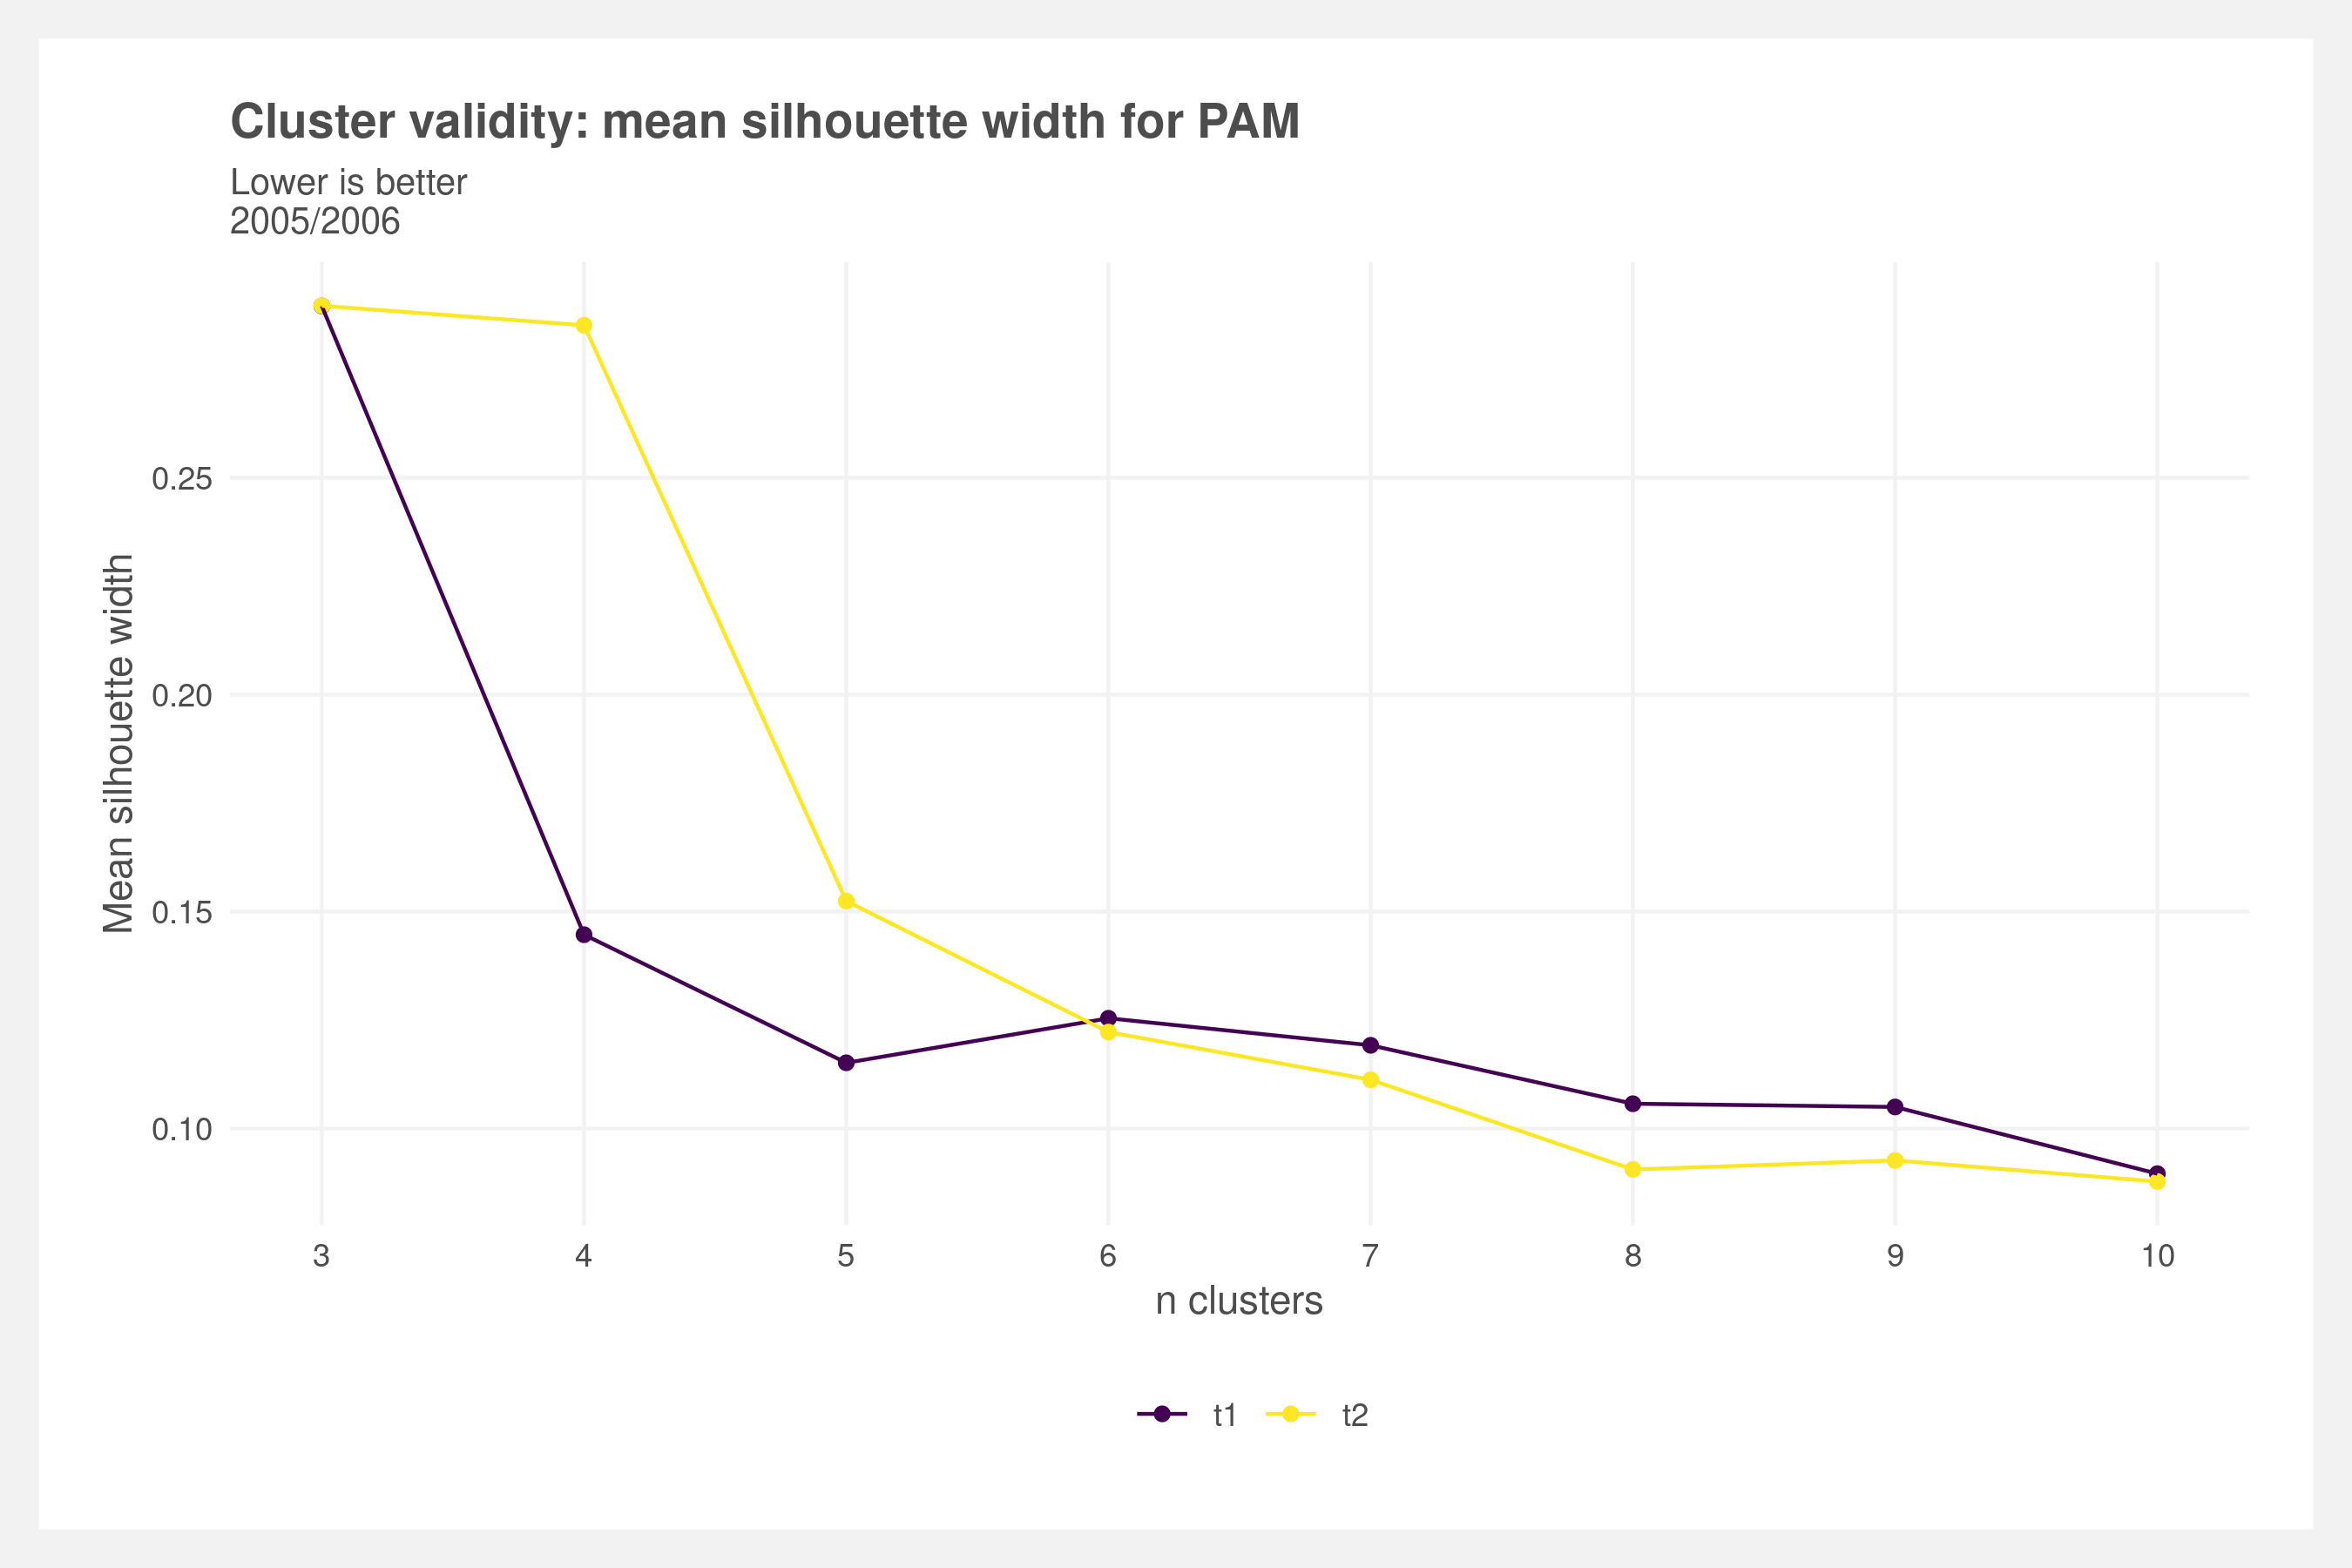 Cluster validity: mean silhouette width for PAM
Lower is better
2005/2006
Mean silhouette width
0.25
0.20
0.15
0.10
3 4 5 6 7 8 9 10
n clusters
t1 t2